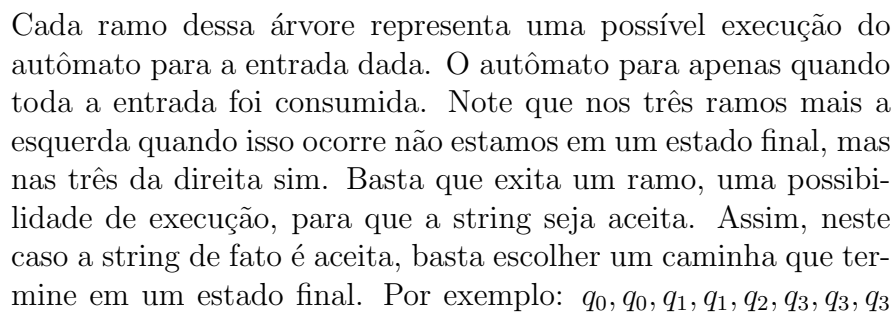 Cada ramo dessa árvore representa uma possível execução do
autômato para a entrada dada. O autômato para apenas quando
toda a entrada foi consumida. Note que nos três ramos mais a
esquerda quando isso ocorre não estamos em um estado final, mas
nas três da direita sim. Basta que exita um ramo, uma possibi-
lidade de execução, para que a string seja aceita. Assim, neste
caso a string de fato é aceita, basta escolher um caminha que ter-
mine em um estado final. Por exemplo: q₀, q₀, q₁, q₁, q₂, q₃, q₃, q₃